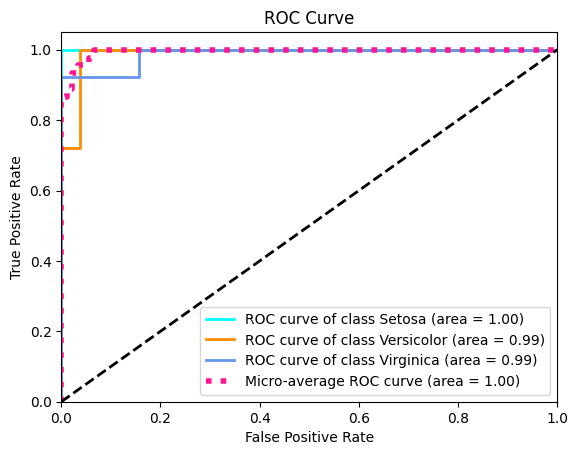 ROC Curve
1.0
0.8
0.6
0.4
0.2
0.0
True Positive Rate
ROC curve of class Setosa (area = 1.00)
ROC curve of class Versicolor (area = 0.99)
ROC curve of class Virginica (area = 0.99)
Micro-average ROC curve (area = 1.00)
0.0 0.2 0.4 0.6 0.8 1.0
False Positive Rate